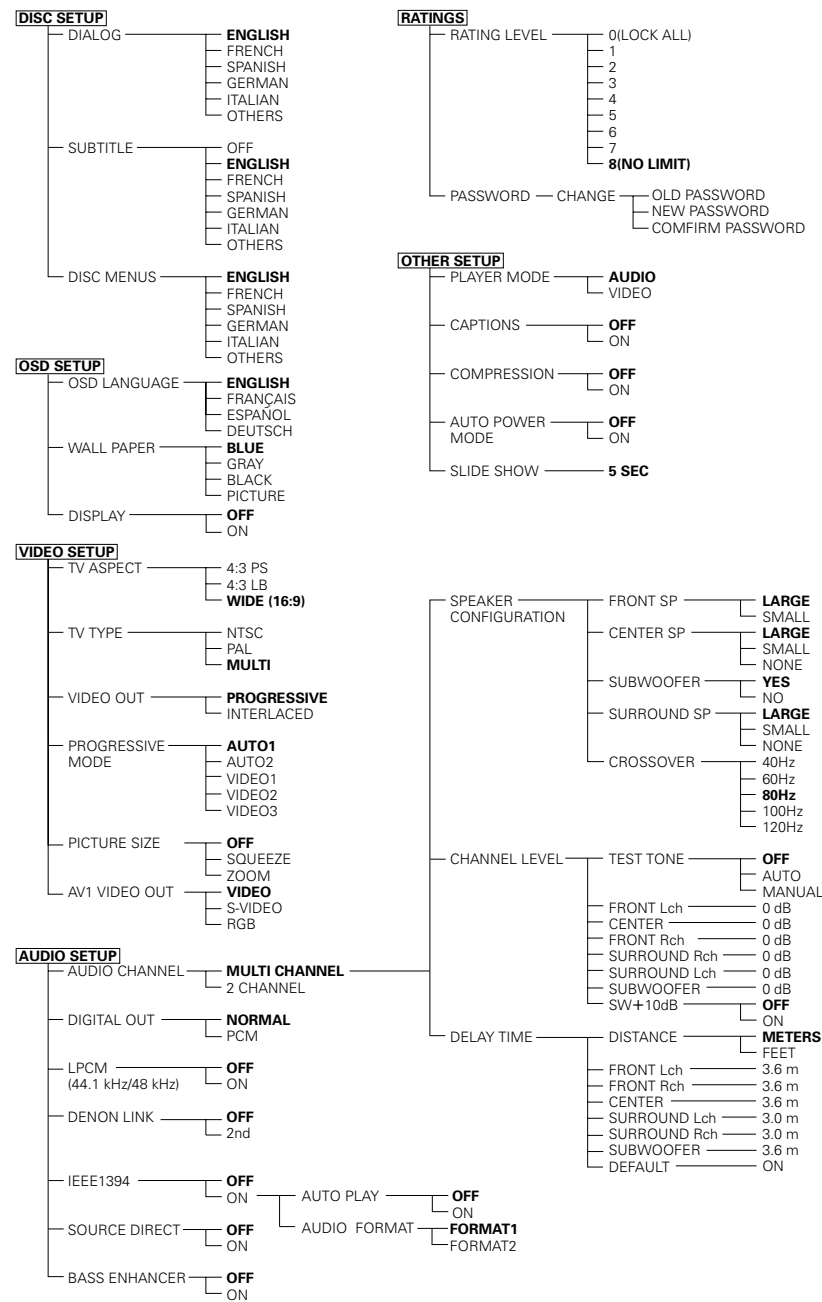 DISC SETUP
DIALOG
ENGLISH
FRENCH
SPANISH
GERMAN
ITALIAN
OTHERS
SUBTITLE
OFF
ENGLISH
FRENCH
SPANISH
GERMAN
ITALIAN
OTHERS
DISC MENUS
ENGLISH
FRENCH
SPANISH
GERMAN
ITALIAN
OTHERS
OSD SETUP
OSD LANGUAGE
ENGLISH
FRANÇAIS
ESPAÑOL
DEUTSCH
WALL PAPER
BLUE
GRAY
BLACK
PICTURE
DISPLAY
OFF
ON
VIDEO SETUP
TV ASPECT
4:3 PS
4:3 LB
WIDE (16:9)
TV TYPE
NTSC
PAL
MULTI
VIDEO OUT
PROGRESSIVE
INTERLACED
PROGRESSIVE
MODE
AUTO1
AUTO2
VIDEO1
VIDEO2
VIDEO3
PICTURE SIZE
OFF
SQUEEZE
ZOOM
AV1 VIDEO OUT
VIDEO
S-VIDEO
RGB
AUDIO SETUP
AUDIO CHANNEL
MULTI CHANNEL
2 CHANNEL
SPEAKER
CONFIGURATION
FRONT SP
LARGE
SMALL
CENTER SP
LARGE
SMALL
NONE
SUBWOOFER
YES
NO
SURROUND SP
LARGE
SMALL
NONE
CROSSOVER
40Hz
60Hz
80Hz
100Hz
120Hz
CHANNEL LEVEL
TEST TONE
OFF
AUTO
MANUAL
FRONT Lch 0 dB
CENTER 0 dB
FRONT Rch 0 dB
SURROUND Rch 0 dB
SURROUND Lch 0 dB
SUBWOOFER 0 dB
SW+10dB
OFF
ON
DELAY TIME
DISTANCE
METERS
FEET
FRONT Lch 3.6 m
FRONT Rch 3.6 m
CENTER 3.6 m
SURROUND Lch 3.0 m
SURROUND Rch 3.0 m
SUBWOOFER 3.6 m
DEFAULT ON
DIGITAL OUT
NORMAL
PCM
LPCM
(44.1 kHz/48 kHz)
OFF
ON
DENON LINK
OFF
2nd
IEEE1394
OFF
ON
AUTO PLAY
OFF
ON
AUDIO FORMAT
FORMAT1
FORMAT2
SOURCE DIRECT
OFF
ON
BASS ENHANCER
OFF
ON
RATINGS
RATING LEVEL
0(LOCK ALL)
1
2
3
4
5
6
7
8(NO LIMIT)
PASSWORD
CHANGE
OLD PASSWORD
NEW PASSWORD
COMFIRM PASSWORD
OTHER SETUP
PLAYER MODE
AUDIO
VIDEO
CAPTIONS
OFF
ON
COMPRESSION
OFF
ON
AUTO POWER
MODE
OFF
ON
SLIDE SHOW
5 SEC